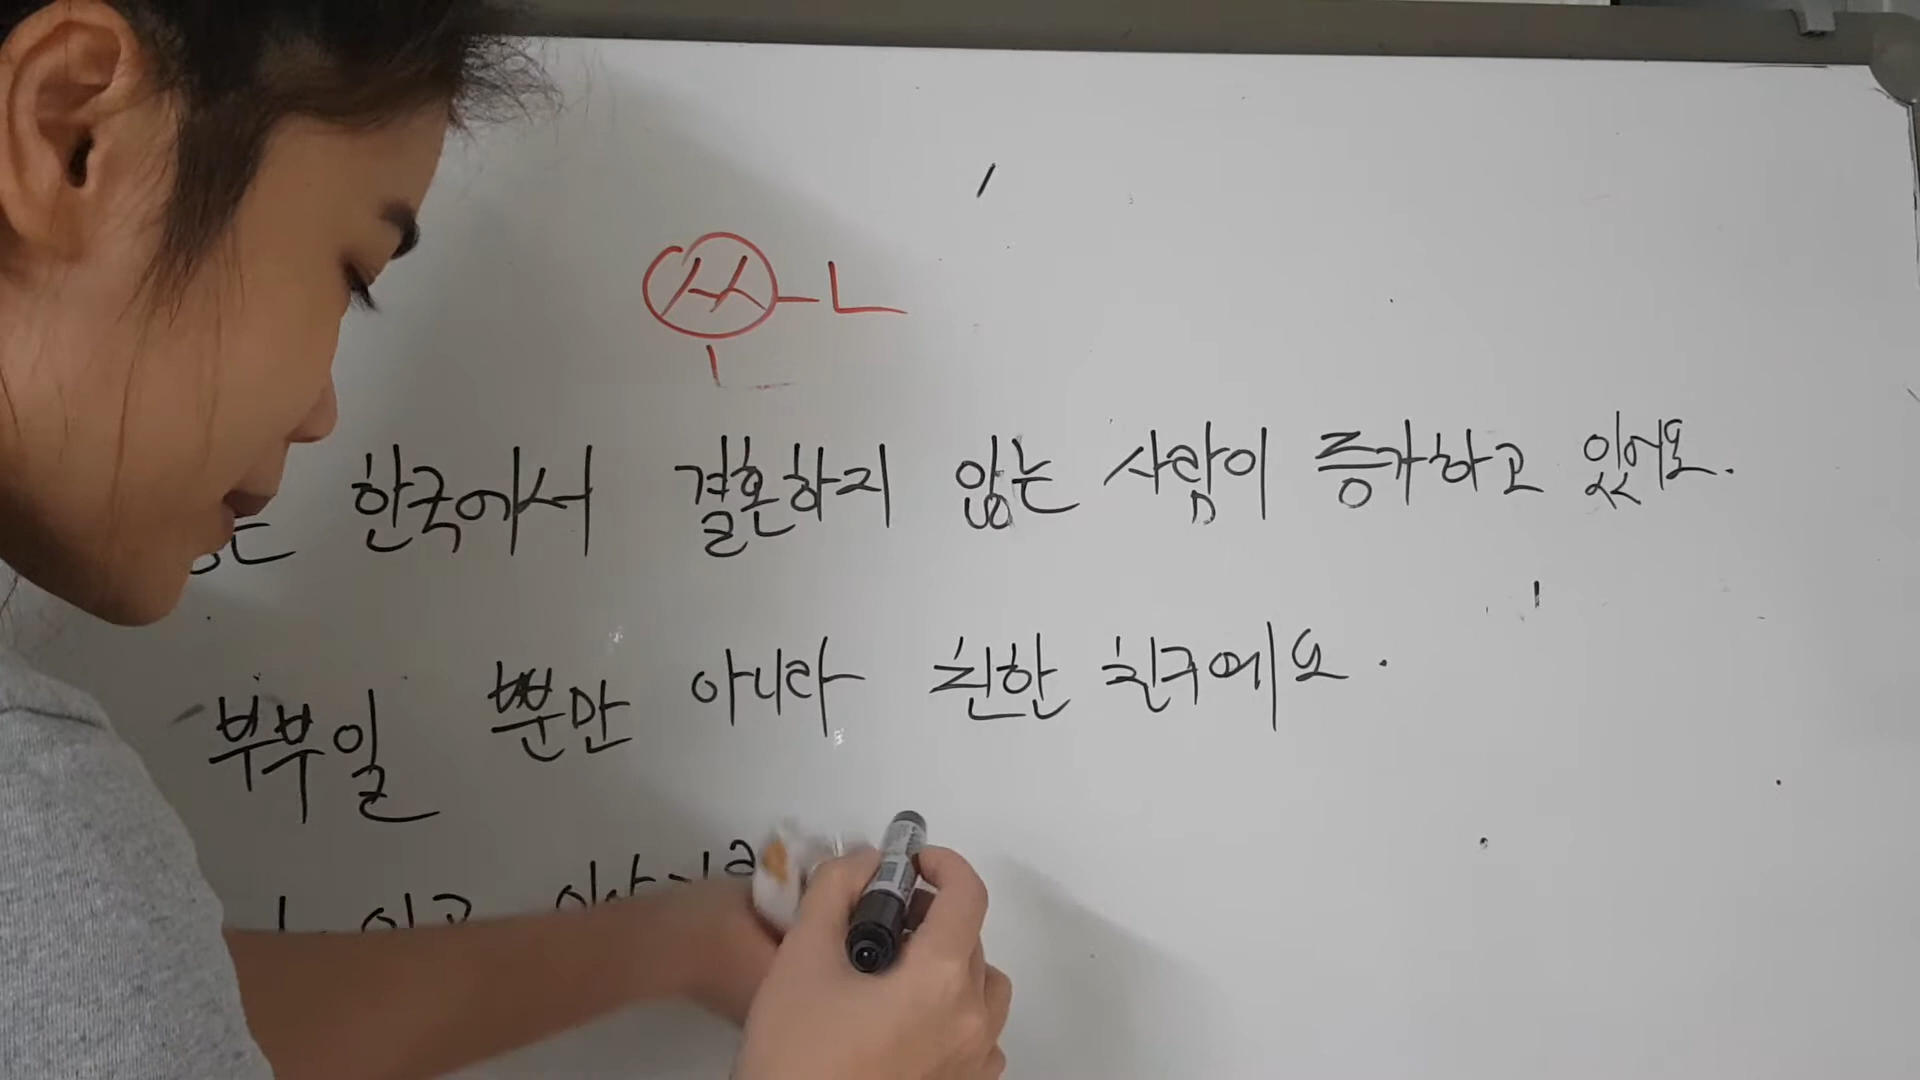 ㅆ-ㄴ
ㄴ
한국에서 결혼하지 않는 사람이 증가하고 있어요.
부부일 뿐만 아니라 친한 친구에요.